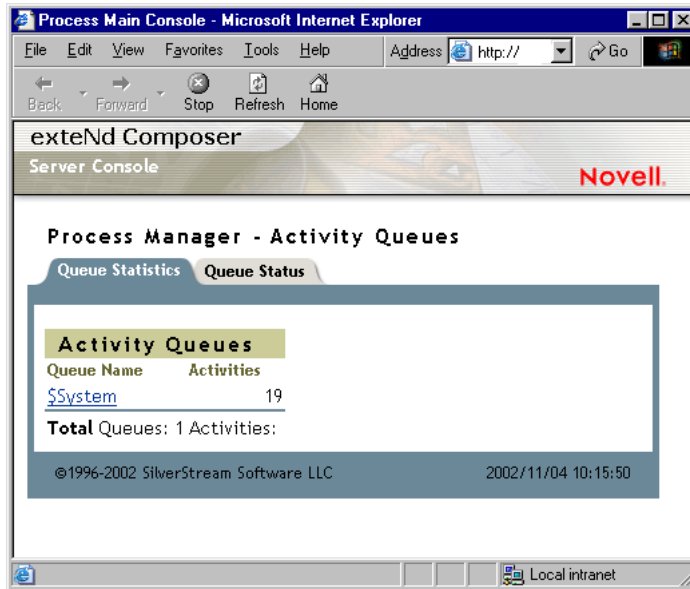 Process Main Console - Microsoft Internet Explorer
File Edit View Favorites Tools Help Address http:// Go
Back Forward Stop Refresh Home
exteNd Composer
Server Console
Novell.
Process Manager - Activity Queues
Queue Statistics Queue Status
Activity Queues
Queue Name Activities
$System 19
Total Queues: 1 Activities:
©1996-2002 SilverStream Software LLC 2002/11/04 10:15:50
Local intranet